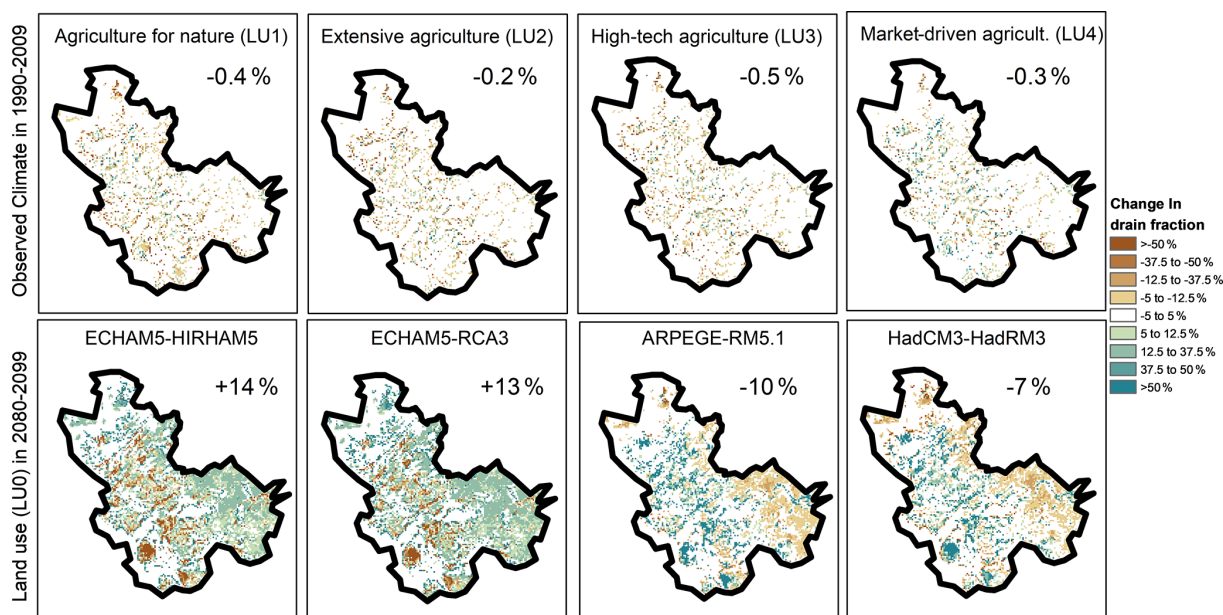 Observed Climate in 1990-2009
Agriculture for nature (LU1)
-0.4 %
Extensive agriculture (LU2)
-0.2 %
High-tech agriculture (LU3)
-0.5 %
Market-driven agricult. (LU4)
-0.3 %
Land use (LU0) in 2080-2099
ECHAM5-HIRHAM5
+14 %
ECHAM5-RCA3
+13 %
ARPEGE-RM5.1
-10 %
HadCM3-HadRM3
-7 %
Change In
drain fraction
>-50 %
-37.5 to -50 %
-12.5 to -37.5 %
-5 to -12.5 %
-5 to 5 %
5 to 12.5 %
12.5 to 37.5 %
37.5 to 50 %
>50 %